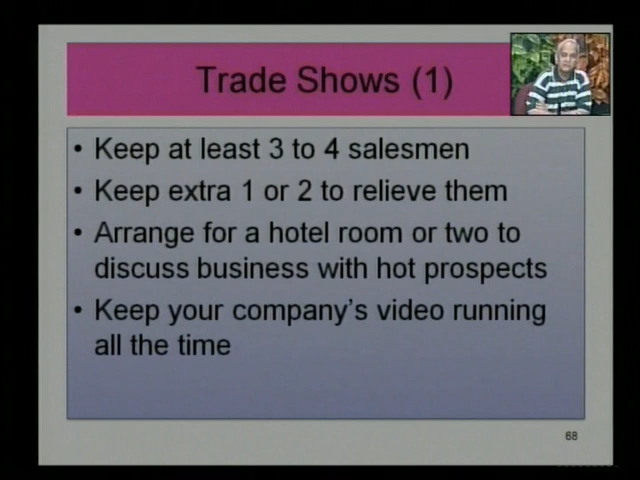 Trade Shows (1)
• Keep at least 3 to 4 salesmen
• Keep extra 1 or 2 to relieve them
• Arrange for a hotel room or two to
discuss business with hot prospects
• Keep your company's video running
all the time
68